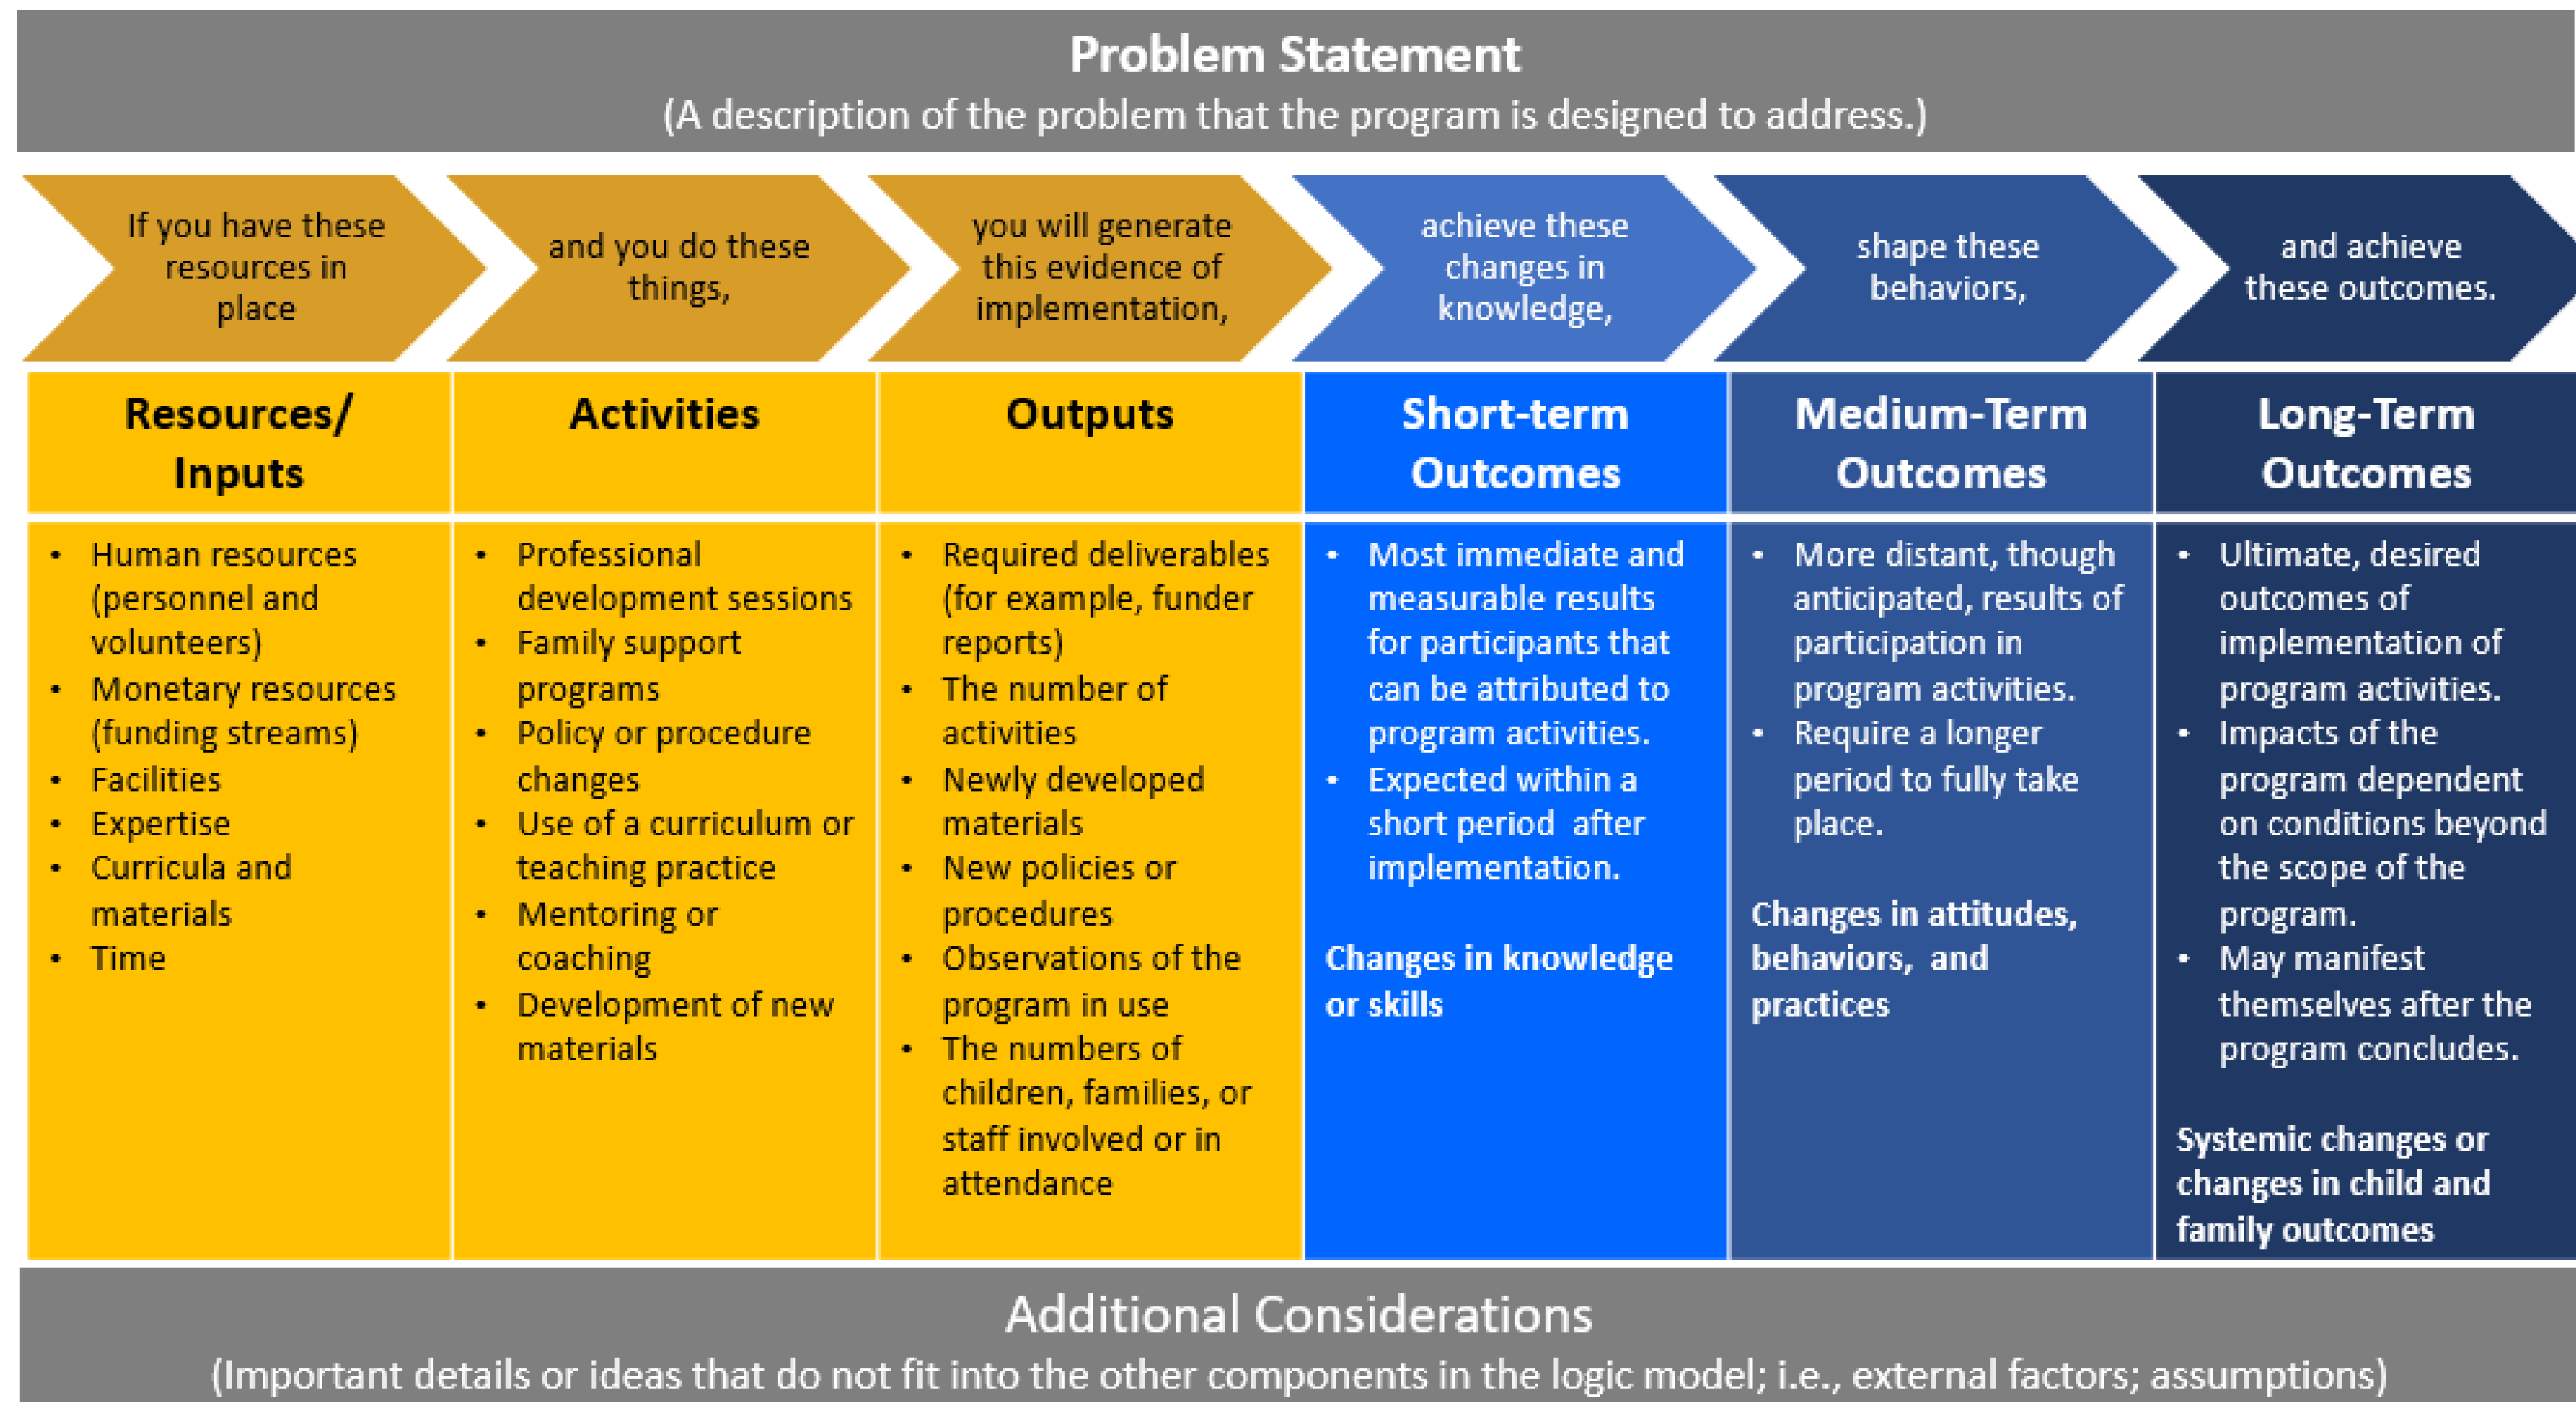 Problem Statement
(A description of the problem that the program is designed to address.)
If you have these
resources in
place
and you do these
things,
you will generate
this evidence of
implementation,
achieve these
changes in
knowledge,
shape these
behaviors,
and achieve
these outcomes.
Resources/
Inputs
Activities
Outputs
Short-term
Outcomes
Medium-Term
Outcomes
Long-Term
Outcomes
• Human resources
(personnel and
volunteers)
• Monetary resources
(funding streams)
• Facilities
• Expertise
• Curricula and
materials
• Time
• Professional
development sessions
• Family support
programs
• Policy or procedure
changes
• Use of a curriculum or
teaching practice
• Mentoring or
coaching
• Development of new
materials
• Required deliverables
(for example, funder
reports)
• The number of
activities
• Newly developed
materials
• New policies or
procedures
• Observations of the
program in use
• The numbers of
children, families, or
staff involved or in
attendance
• Most immediate and
measurable results
for participants that
can be attributed to
program activities.
• Expected within a
short period after
implementation.
Changes in knowledge
or skills
• More distant, though
anticipated, results of
participation in
program activities.
• Require a longer
period to fully take
place.
Changes in attitudes,
behaviors, and
practices
• Ultimate, desired
outcomes of
implementation of
program activities.
• Impacts of the
program dependent
on conditions beyond
the scope of the
program.
• May manifest
themselves after the
program concludes.
Systemic changes or
changes in child and
family outcomes
Additional Considerations
(Important details or ideas that do not fit into the other components in the logic model; i.e., external factors; assumptions)